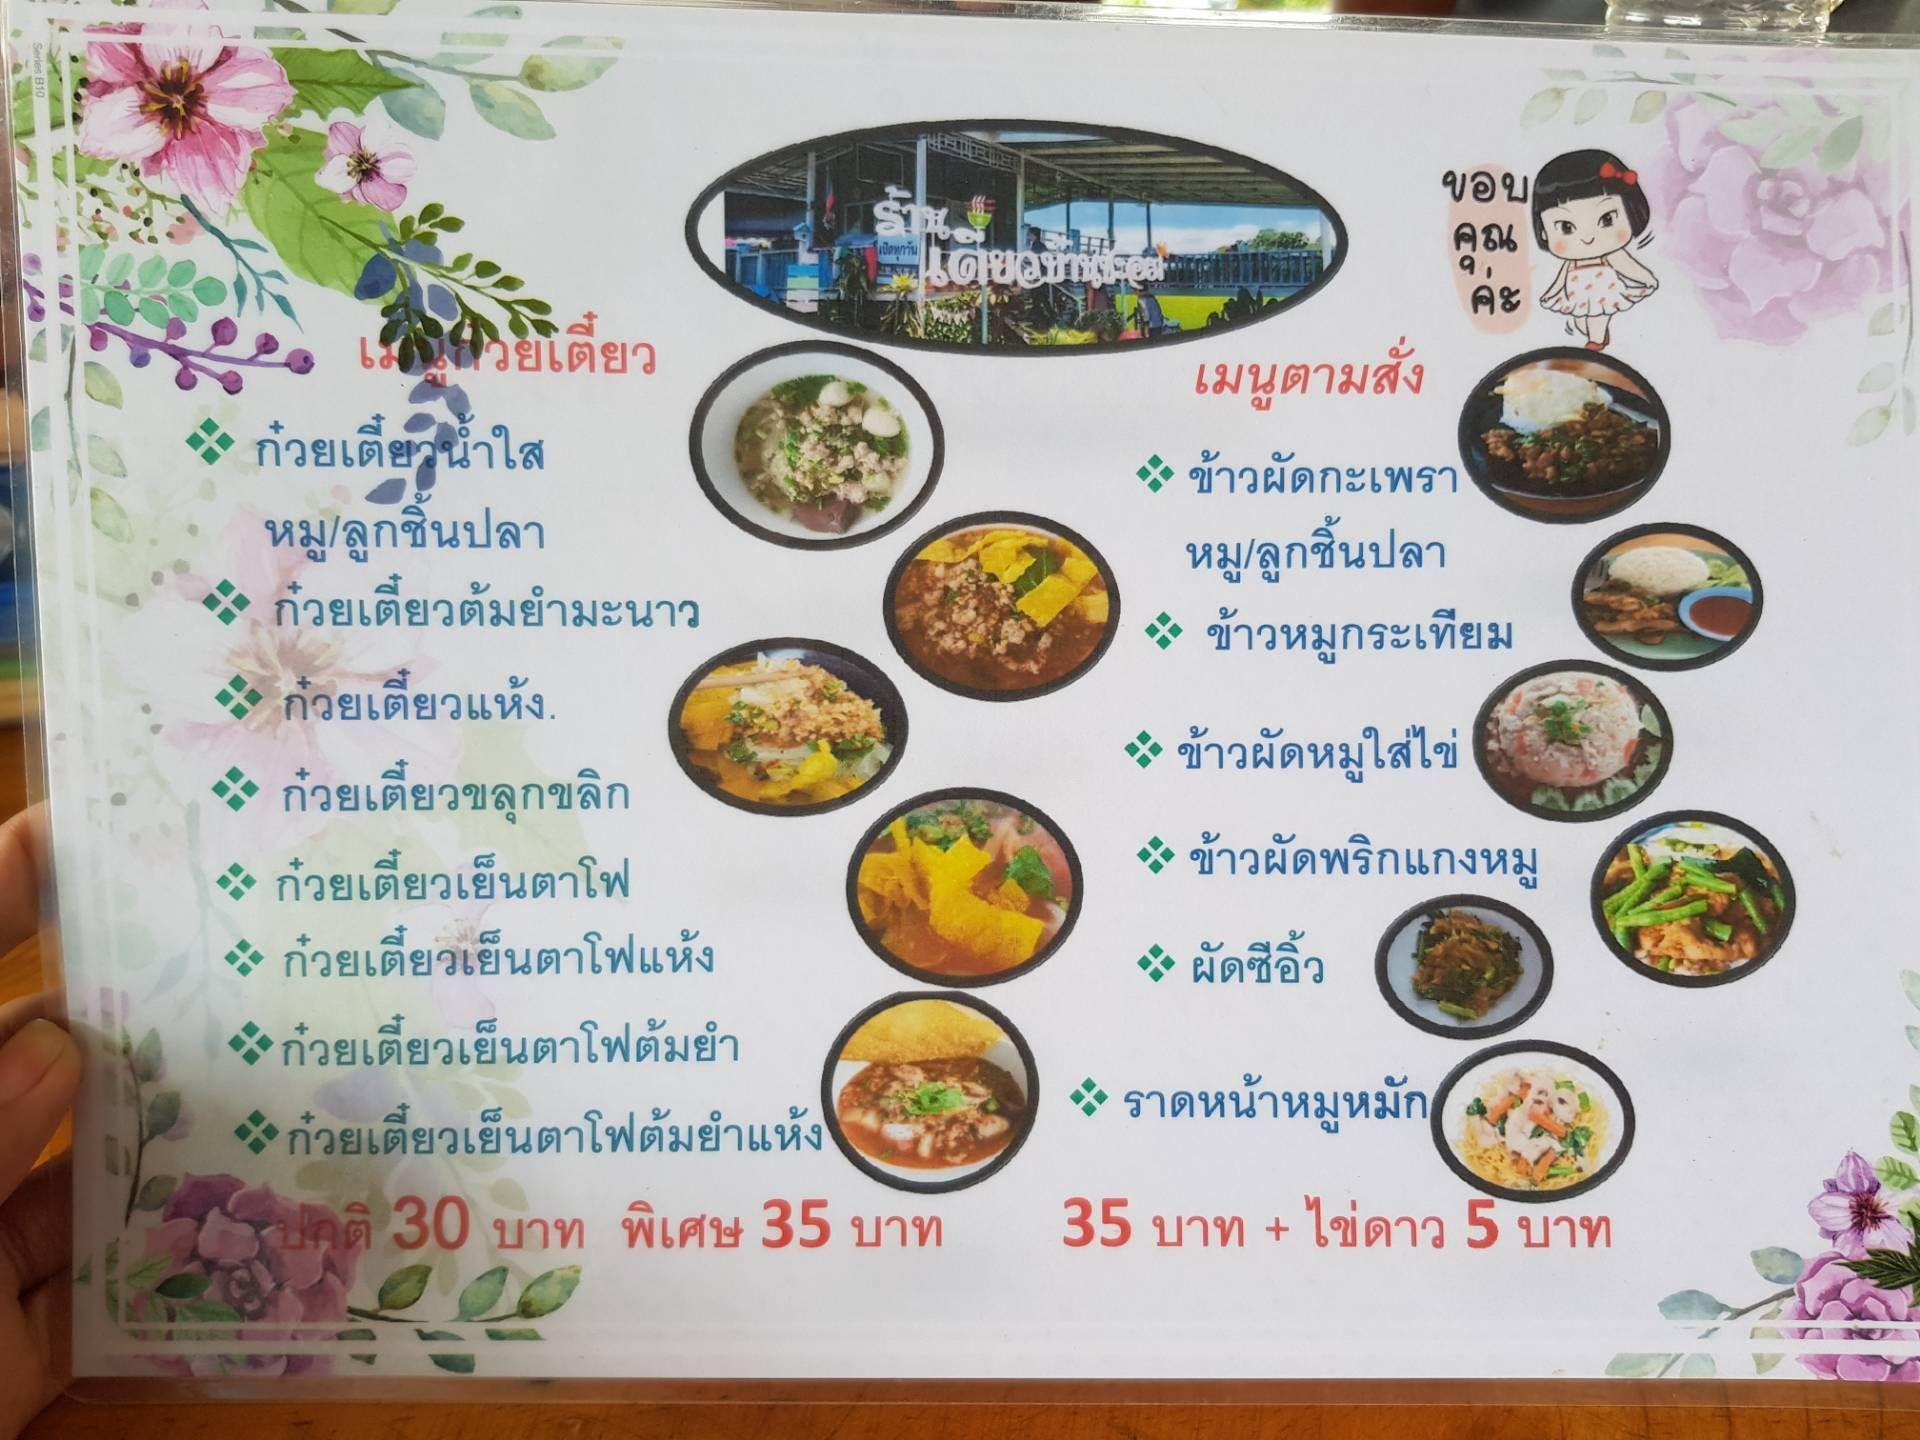 Series B10
ร้าน
เปิดทุกวัน
ขอบ
คุณ
ค่ะ
เมนูก๋วยเตี๋ยว
ก๋วยเตี๋ยวน้ำใส
หมู/ลูกชิ้นปลา
ก๋วยเตี๋ยวต้มยำมะนาว
ก๋วยเตี๋ยวแห้ง.
ก๋วยเตี๋ยวขลุกขลิก
ก๋วยเตี๋ยวเย็นตาโฟ
ก๋วยเตี๋ยวเย็นตาโฟแห้ง
ก๋วยเตี๋ยวเย็นตาโฟต้มยำ
ก๋วยเตี๋ยวเย็นตาโฟต้มยำแห้ง
ปกติ 30 บาท พิเศษ 35 บาท
เมนูตามสั่ง
ข้าวผัดกะเพรา
หมู/ลูกชิ้นปลา
ข้าวหมูกระเทียม
ข้าวผัดหมูใส่ไข่
ข้าวผัดพริกแกงหมู
ผัดซีอิ้ว
ราดหน้าหมูหมัก
35 บาท + ไข่ดาว 5 บาท